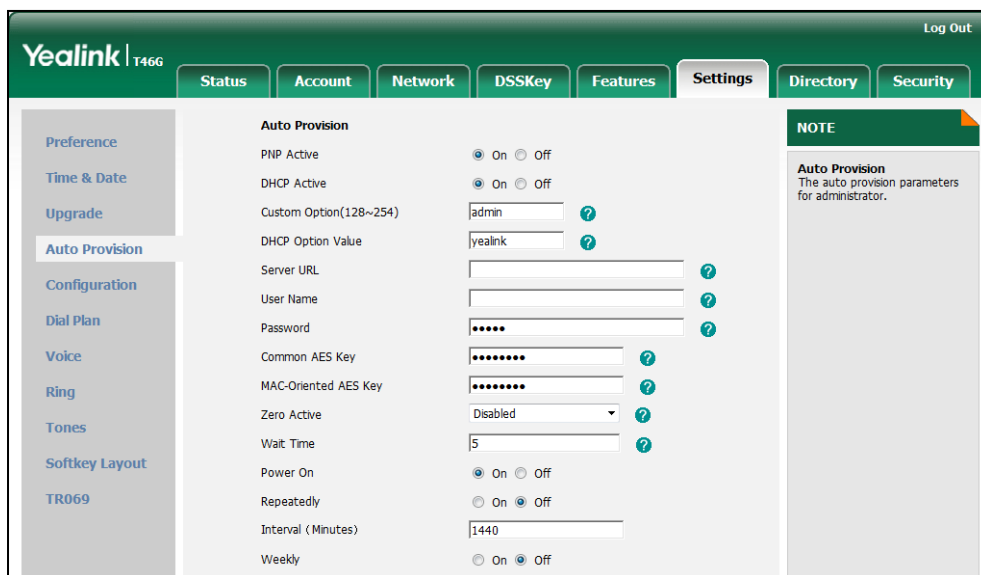 Log Out
Yealink T46G
Status Account Network DSSKey Features Settings Directory Security
Preference
Time & Date
Upgrade
Auto Provision
Configuration
Dial Plan
Voice
Ring
Tones
Softkey Layout
TR069
Auto Provision
PNP Active On Off
DHCP Active On Off
Custom Option(128~254) admin ?
DHCP Option Value yealink ?
Server URL ?
User Name ?
Password ••••• ?
Common AES Key •••••••• ?
MAC-Oriented AES Key •••••••• ?
Zero Active Disabled ?
Wait Time 5 ?
Power On On Off
Repeatedly On Off
Interval (Minutes) 1440
Weekly On Off
NOTE
Auto Provision
The auto provision parameters
for administrator.